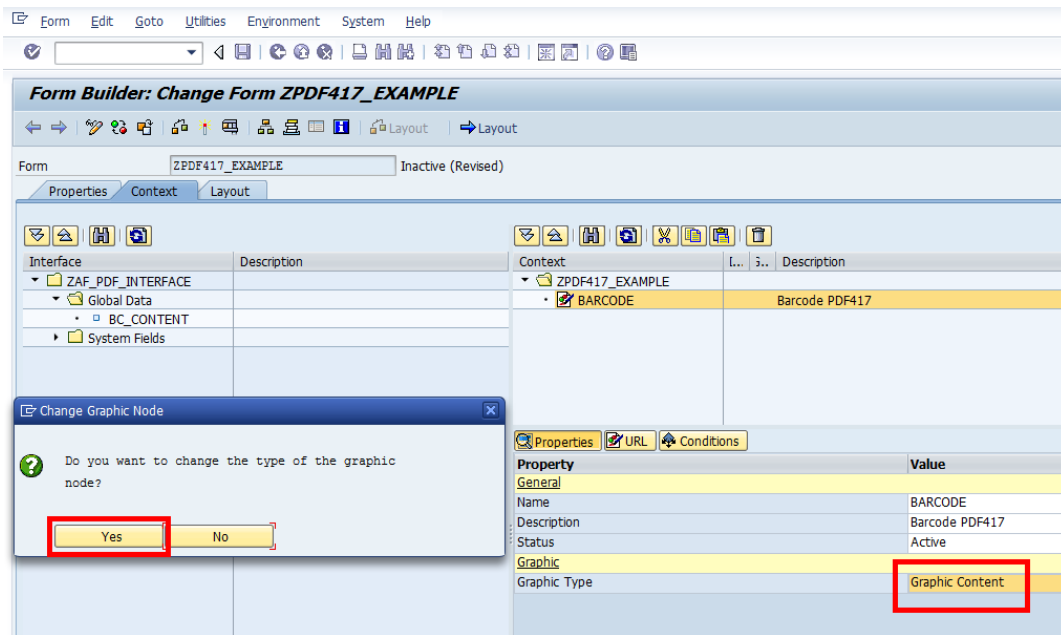 Form Edit Goto Utilities Environment System Help
Form Builder: Change Form ZPDF417_EXAMPLE
Layout Layout
Form ZPDF417_EXAMPLE Inactive (Revised)
Properties Context Layout
Interface Description
ZAF_PDF_INTERFACE
Global Data
BC_CONTENT
System Fields
Context I... Description
ZPDF417_EXAMPLE
BARCODE Barcode PDF417
Change Graphic Node
Do you want to change the type of the graphic
node?
Yes No
Properties URL Conditions
Property Value
General
Name BARCODE
Description Barcode PDF417
Status Active
Graphic
Graphic Type Graphic Content